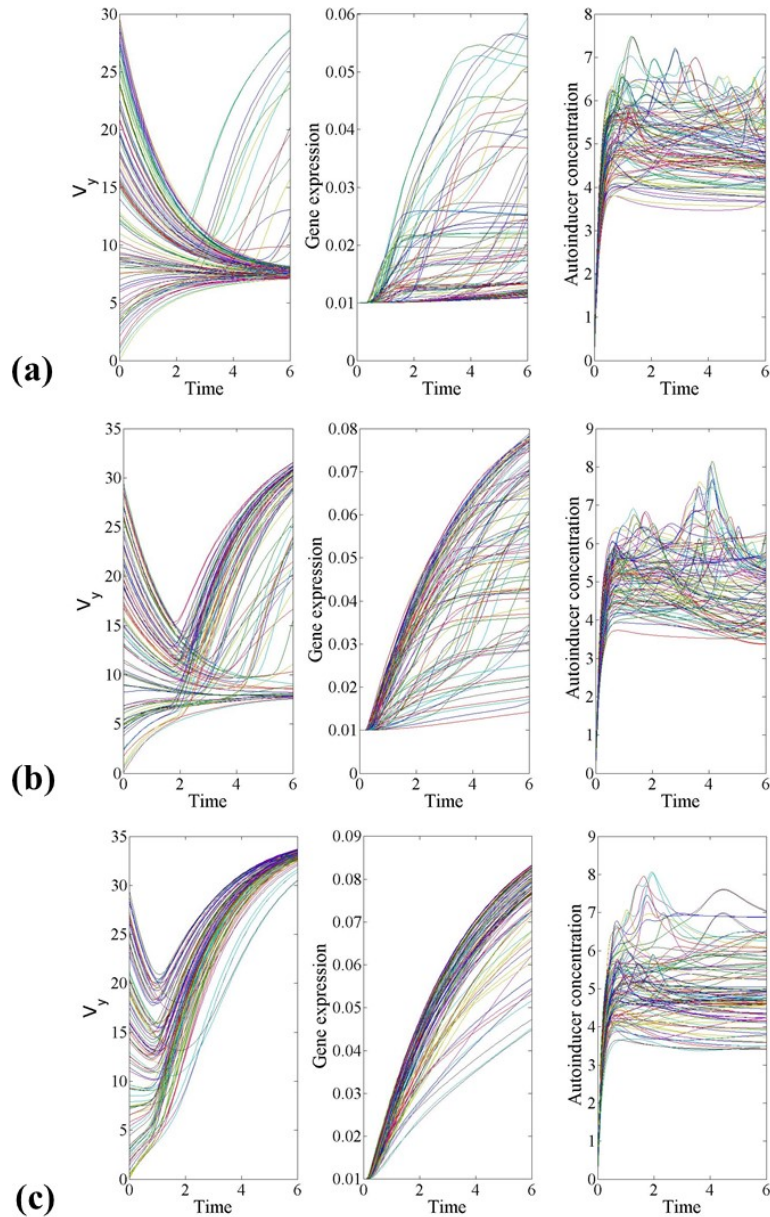 30
25
20
15
10
5
0
V_y
0 2 4 6
Time
0.06
0.05
0.04
0.03
0.02
0.01
0
Gene expression
0 2 4 6
Time
8
7
6
5
4
3
2
1
0
Autoinducer concentration
0 2 4 6
Time
(a)
35
30
25
20
15
10
5
0
V_y
0 2 4 6
Time
0.08
0.07
0.06
0.05
0.04
0.03
0.02
0.01
0
Gene expression
0 2 4 6
Time
9
8
7
6
5
4
3
2
1
0
Autoinducer concentration
0 2 4 6
Time
(b)
35
30
25
20
15
10
5
0
V_y
0 2 4 6
Time
0.09
0.08
0.07
0.06
0.05
0.04
0.03
0.02
0.01
Gene expression
0 2 4 6
Time
9
8
7
6
5
4
3
2
1
0
Autoinducer concentration
0 2 4 6
Time
(c)